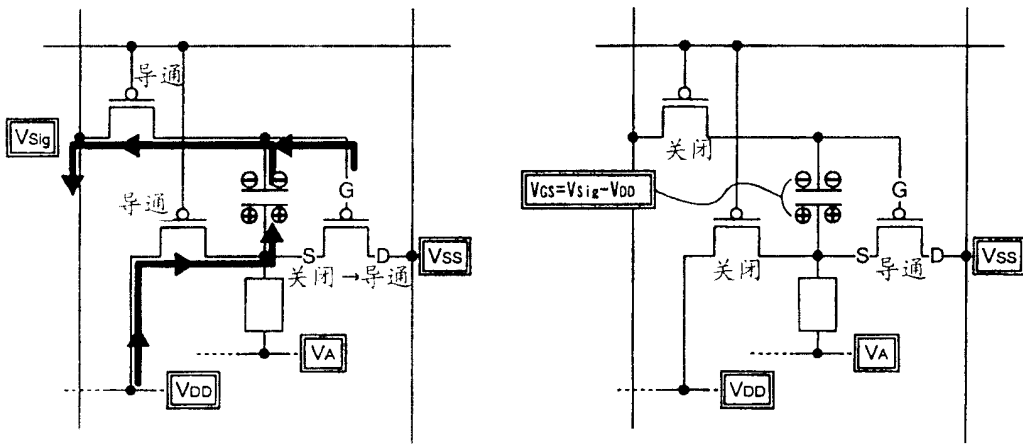 导通
Vsig
⊖ ⊖
G
导通
⊕ ⊕
S
D
VSS
关闭→导通
VA
VDD
关闭
VGS=Vsig-VDD
⊖ ⊖
G
⊕ ⊕
S
D
VSS
关闭
导通
VA
VDD